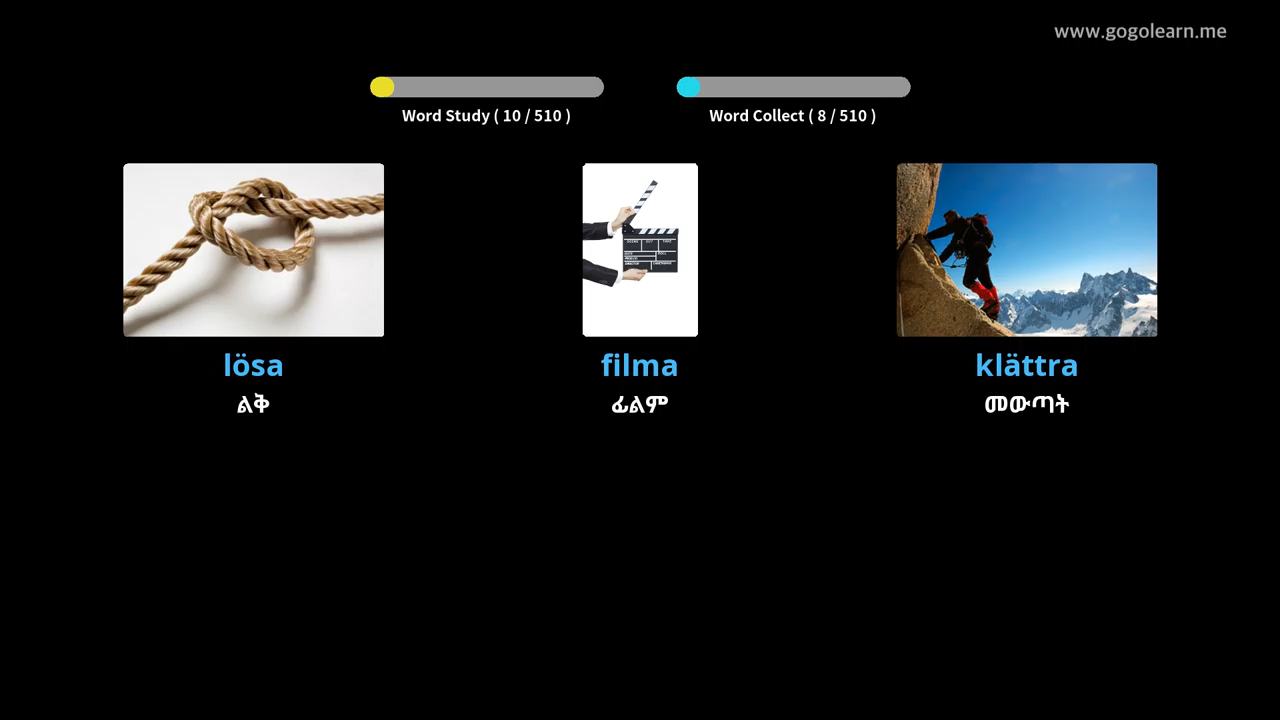 www.gogolearn.me
Word Study ( 10 / 510 )
Word Collect ( 8 / 510 )
lösa
filma
klättra
ልቅ
ፊልም
መውጣት